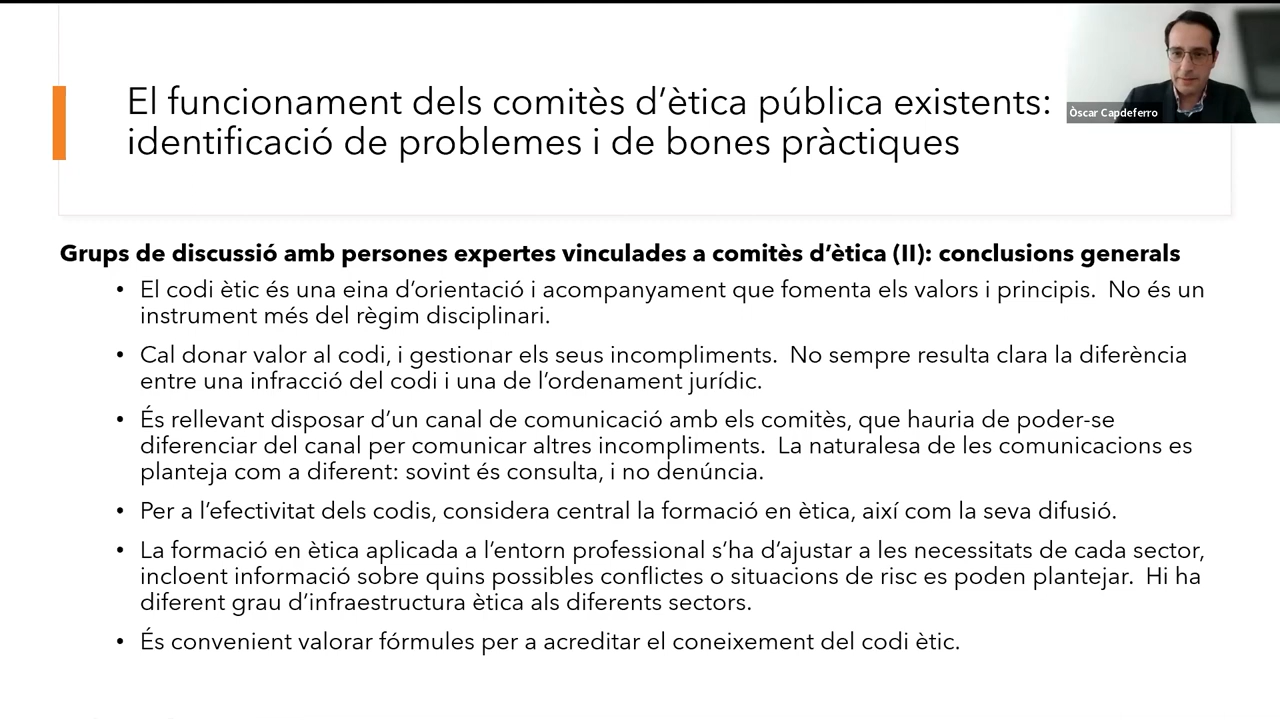 El funcionament dels comitès d’ètica pública existents:
identificació de problemes i de bones pràctiques
Òscar Capdeferro
Grups de discussió amb persones expertes vinculades a comitès d’ètica (II): conclusions generals
• El codi ètic és una eina d’orientació i acompanyament que fomenta els valors i principis.  No és un
instrument més del règim disciplinari.
• Cal donar valor al codi, i gestionar els seus incompliments.  No sempre resulta clara la diferència
entre una infracció del codi i una de l’ordenament jurídic.
• És rellevant disposar d’un canal de comunicació amb els comitès, que hauria de poder-se
diferenciar del canal per comunicar altres incompliments.  La naturalesa de les comunicacions es
planteja com a diferent: sovint és consulta, i no denúncia.
• Per a l’efectivitat dels codis, considera central la formació en ètica, així com la seva difusió.
• La formació en ètica aplicada a l’entorn professional s’ha d’ajustar a les necessitats de cada sector,
incloent informació sobre quins possibles conflictes o situacions de risc es poden plantejar.  Hi ha
diferent grau d’infraestructura ètica als diferents sectors.
• És convenient valorar fórmules per a acreditar el coneixement del codi ètic.